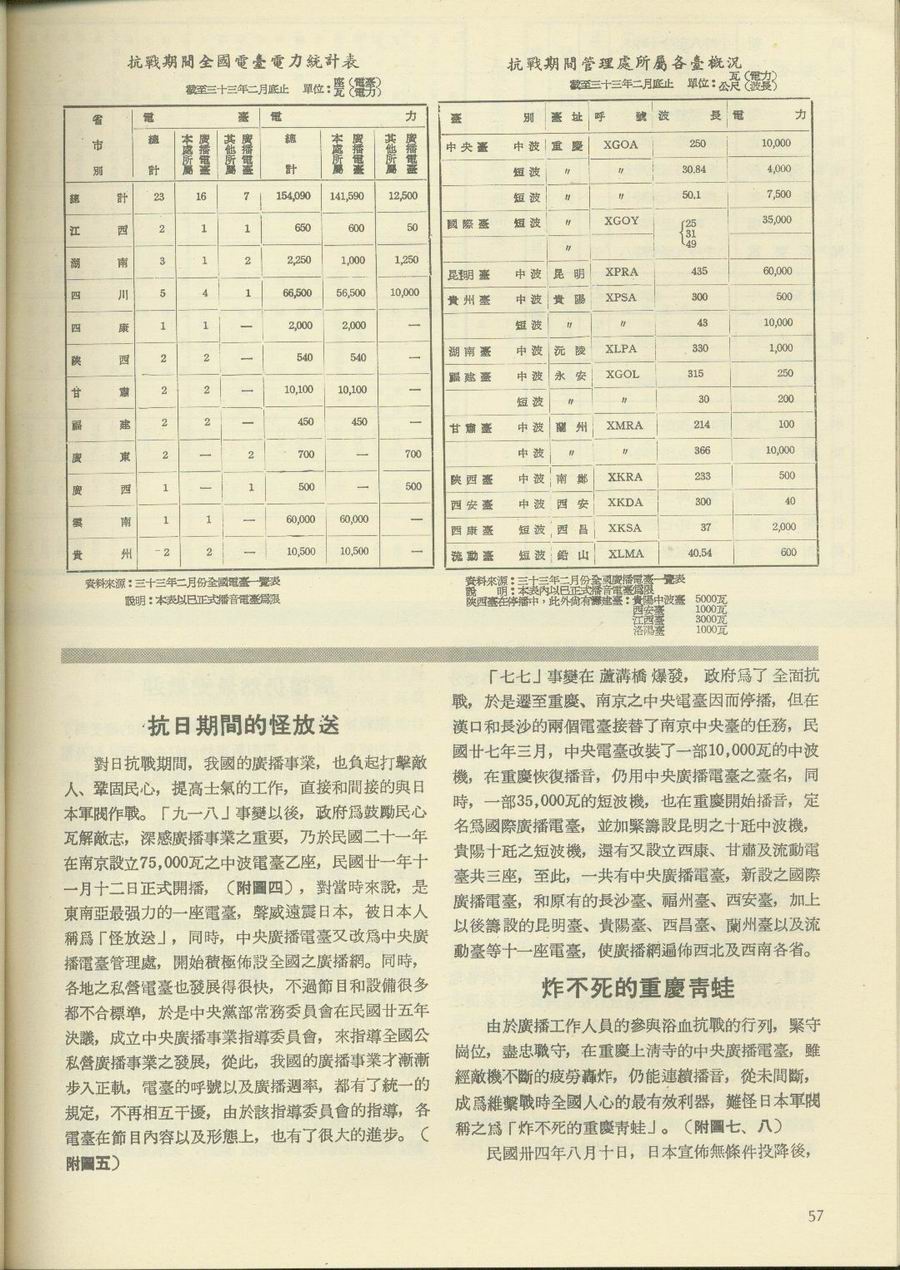 抗戰期間全國電臺電力統計表
截至三十三年二月底止 單位：座（電臺）瓦（電力）
省市別 電臺 電力
總計 本處所屬廣播電臺 其他所屬廣播電臺 總計 本處所屬廣播電臺 其他所屬廣播電臺
總計 23 16 7 154,090 141,590 12,500
江西 2 1 1 650 600 50
湖南 3 1 2 2,250 1,000 1,250
四川 5 4 1 66,500 56,500 10,000
四康 1 1 — 2,000 2,000 —
陝西 2 2 — 540 540 —
甘肅 2 2 — 10,100 10,100 —
福建 2 2 — 450 450 —
廣東 2 — 2 700 — 700
廣西 1 — 1 500 — 500
雲南 1 1 — 60,000 60,000 —
貴州 2 2 — 10,500 10,500 —
資料來源：三十三年二月份全國電臺一覽表
說明：本表以已正式播音電臺爲限
抗戰期間管理處所屬各臺概況
截至三十三年二月底止 單位：瓦（電力）公尺（波長）
臺別 臺址 呼號 波長 電力
中央臺 中波 重慶 XGOA 250 10,000
短波 〃 〃 30.84 4,000
短波 〃 〃 50.1 7,500
國際臺 短波 〃 XGOY {25 31 49 35,000
〃
昆明臺 中波 昆明 XPRA 435 60,000
貴州臺 中波 貴陽 XPSA 300 500
短波 〃 〃 43 10,000
湖南臺 中波 沅陵 XLPA 330 1,000
福建臺 中波 永安 XGOL 315 250
短波 〃 〃 30 200
甘肅臺 中波 蘭州 XMRA 214 100
中波 〃 〃 366 10,000
陝西臺 中波 南鄭 XKRA 233 500
西安臺 中波 西安 XKDA 300 40
西康臺 短波 西昌 XKSA 37 2,000
流動臺 短波 鉛山 XLMA 40.54 600
資料來源：三十三年二月份全國廣播電臺一覽表
說明：本表內以已正式播音電臺爲限
陝西臺在停播中，此外尙有籌建臺：貴陽中波臺 5000瓦
西安臺 1000瓦
江西臺 3000瓦
洛陽臺 1000瓦
抗日期間的怪放送
對日抗戰期間，我國的廣播事業，也負起打擊敵
人、鞏固民心，提高士氣的工作，直接和間接的與日
本軍閥作戰。「九一八」事變以後，政府爲鼓勵民心
瓦解敵志，深感廣播事業之重要，乃於民國二十一年
在南京設立75,000瓦之中波電臺乙座，民國廿一年十
一月十二日正式開播，（附圖四），對當時來說，是
東南亞最强力的一座電臺，聲威遠震日本，被日本人
稱爲「怪放送」，同時，中央廣播電臺又改爲中央廣
播電臺管理處，開始積極佈設全國之廣播網。同時，
各地之私營電臺也發展得很快，不過節目和設備很多
都不合標準，於是中央黨部常務委員會在民國廿五年
決議，成立中央廣播事業指導委員會，來指導全國公
私營廣播事業之發展，從此，我國的廣播事業才漸漸
步入正軌，電臺的呼號以及廣播週率，都有了統一的
規定，不再相互干擾，由於該指導委員會的指導，各
電臺在節目內容以及形態上，也有了很大的進步。（
附圖五）
「七七」事變在蘆溝橋爆發，政府爲了全面抗
戰，於是遷至重慶、南京之中央電臺因而停播，但在
漢口和長沙的兩個電臺接替了南京中央臺的任務，民
國廿七年三月，中央電臺改裝了一部10,000瓦的中波
機，在重慶恢復播音，仍用中央廣播電臺之臺名，同
時，一部35,000瓦的短波機，也在重慶開始播音，定
名爲國際廣播電臺，並加緊籌設昆明之十瓩中波機，
貴陽十瓩之短波機，還有又設立西康、甘肅及流動電
臺共三座，至此，一共有中央廣播電臺，新設之國際
廣播電臺，和原有的長沙臺、福州臺、西安臺，加上
以後籌設的昆明臺、貴陽臺、西昌臺、蘭州臺以及流
動臺等十一座電臺，使廣播網遍佈西北及西南各省。
炸不死的重慶靑蛙
由於廣播工作人員的參與浴血抗戰的行列，緊守
崗位，盡忠職守，在重慶上淸寺的中央廣播電臺，雖
經敵機不斷的疲勞轟炸，仍能連續播音，從未間斷，
成爲維繫戰時全國人心的最有效利器，難怪日本軍閥
稱之爲「炸不死的重慶靑蛙」。（附圖七、八）
民國卅四年八月十日，日本宣佈無條件投降後，
57